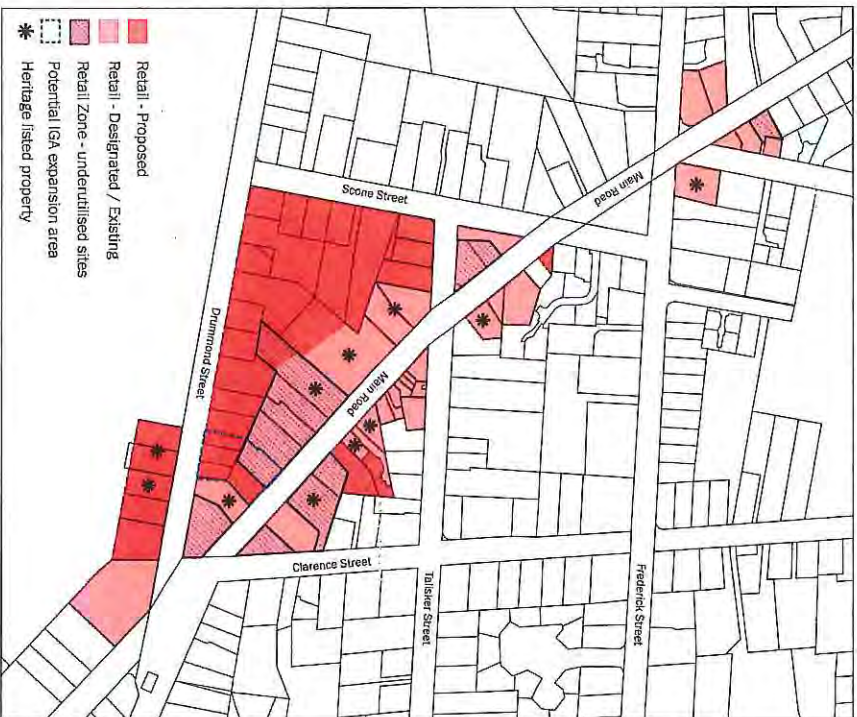 Main Road
Scone Street
Main Road
Drummond Street
Clarence Street
Talisker Street
Frederick Street
Retail - Proposed
Retail - Designated / Existing
Retail Zone - underutilised sites
Potential IGA expansion area
Heritage listed property